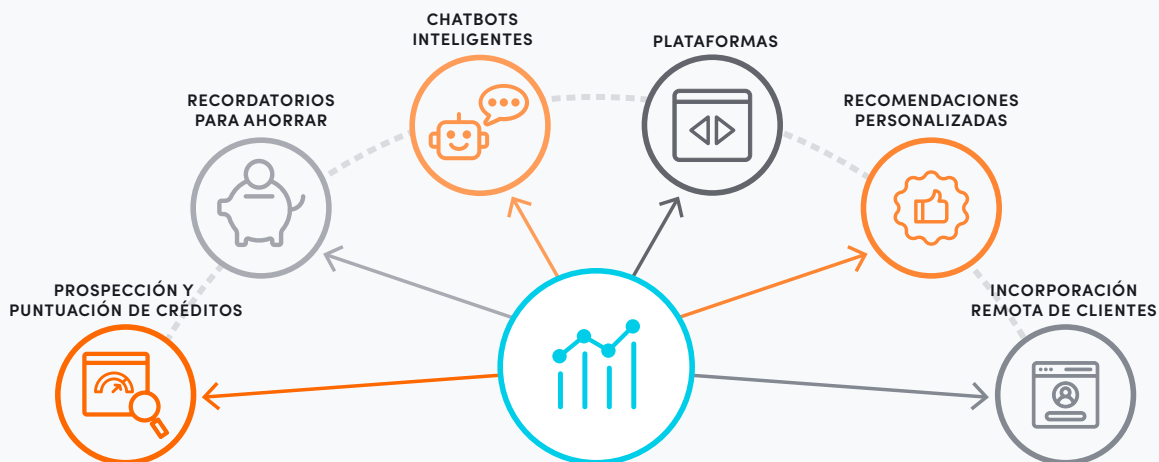 CHATBOTS
INTELIGENTES
PLATAFORMAS
RECORDATORIOS
PARA AHORRAR
RECOMENDACIONES
PERSONALIZADAS
PROSPECCIÓN Y
PUNTUACIÓN DE CRÉDITOS
INCORPORACIÓN
REMOTA DE CLIENTES